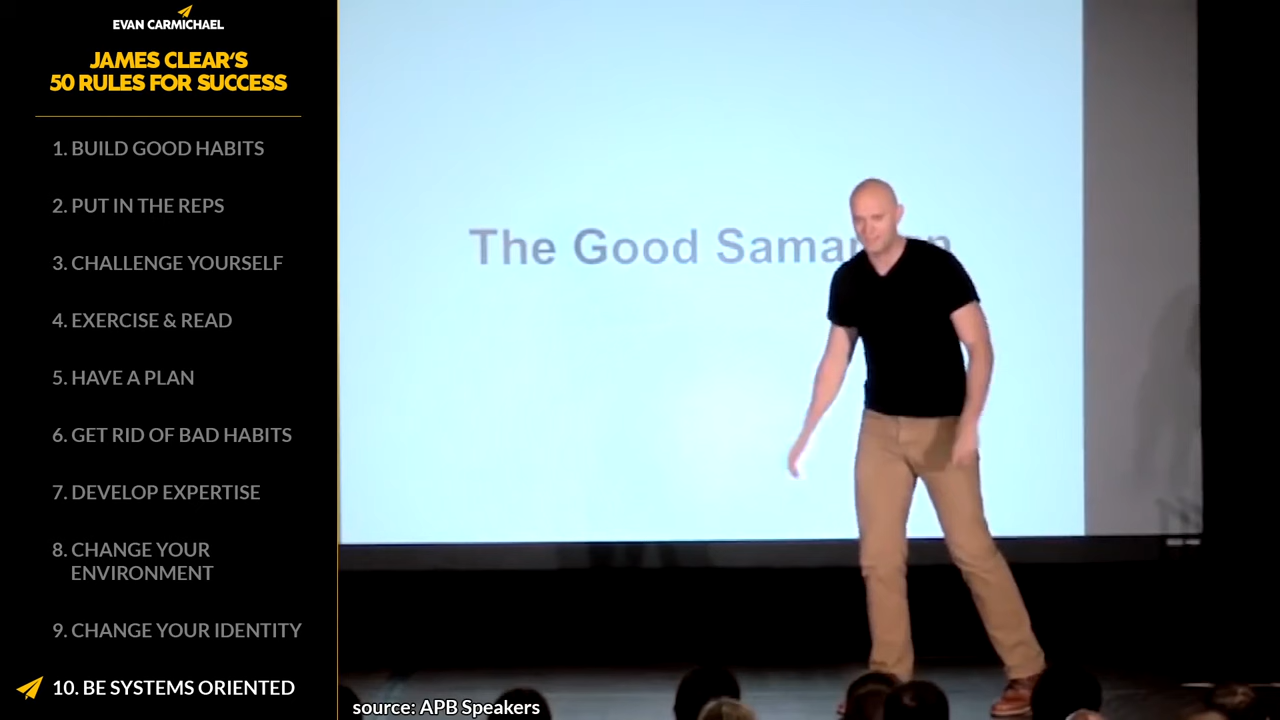 EVAN CARMICHAEL
JAMES CLEAR'S
50 RULES FOR SUCCESS
1. BUILD GOOD HABITS
2. PUT IN THE REPS
3. CHALLENGE YOURSELF
4. EXERCISE & READ
5. HAVE A PLAN
6. GET RID OF BAD HABITS
7. DEVELOP EXPERTISE
8. CHANGE YOUR
ENVIRONMENT
9. CHANGE YOUR IDENTITY
10. BE SYSTEMS ORIENTED
The Good
source: APB Speakers